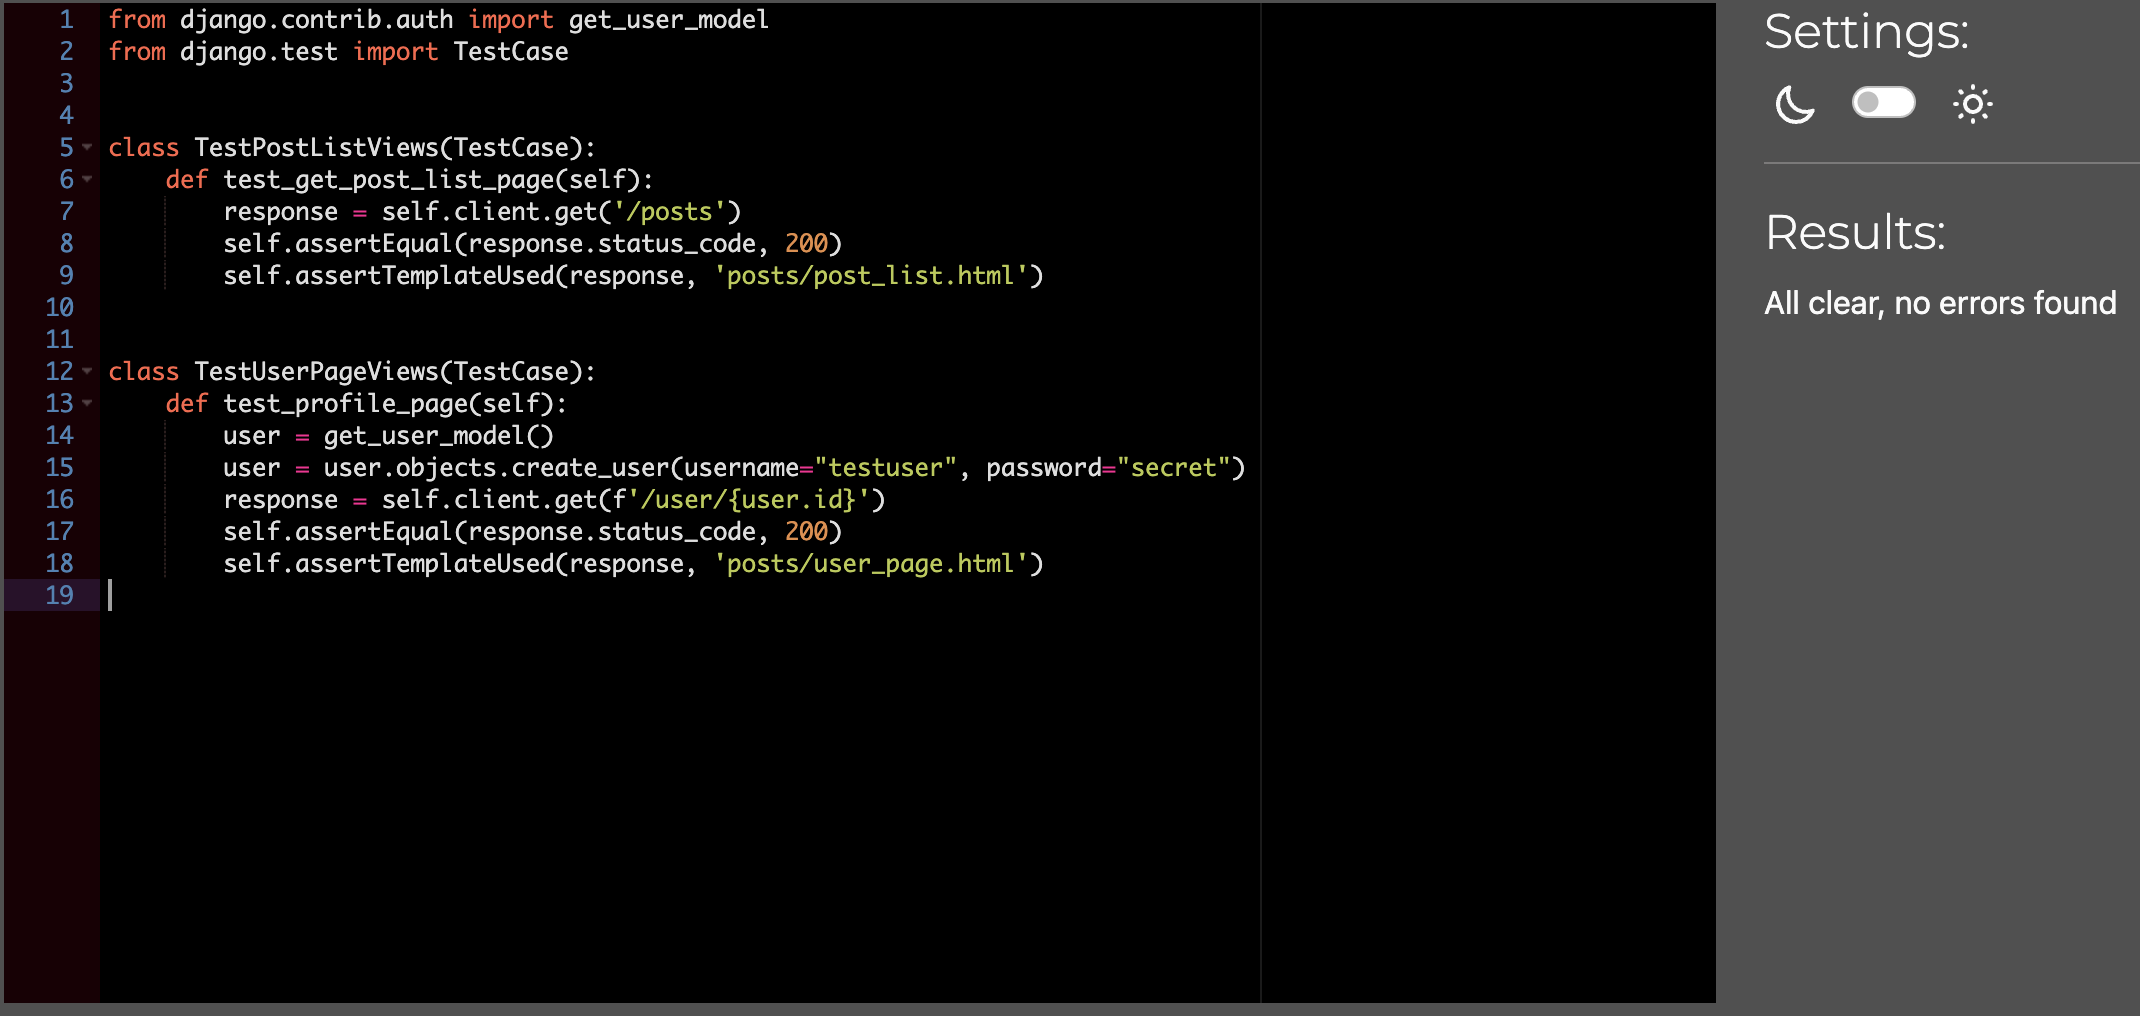 1 from django.contrib.auth import get_user_model
2 from django.test import TestCase
3
4
5 class TestPostListViews(TestCase):
6     def test_get_post_list_page(self):
7         response = self.client.get('/posts')
8         self.assertEqual(response.status_code, 200)
9         self.assertTemplateUsed(response, 'posts/post_list.html')
10
11
12 class TestUserPageViews(TestCase):
13     def test_profile_page(self):
14         user = get_user_model()
15         user = user.objects.create_user(username="testuser", password="secret")
16         response = self.client.get(f'/user/{user.id}')
17         self.assertEqual(response.status_code, 200)
18         self.assertTemplateUsed(response, 'posts/user_page.html')
19
Settings:
Results:
All clear, no errors found